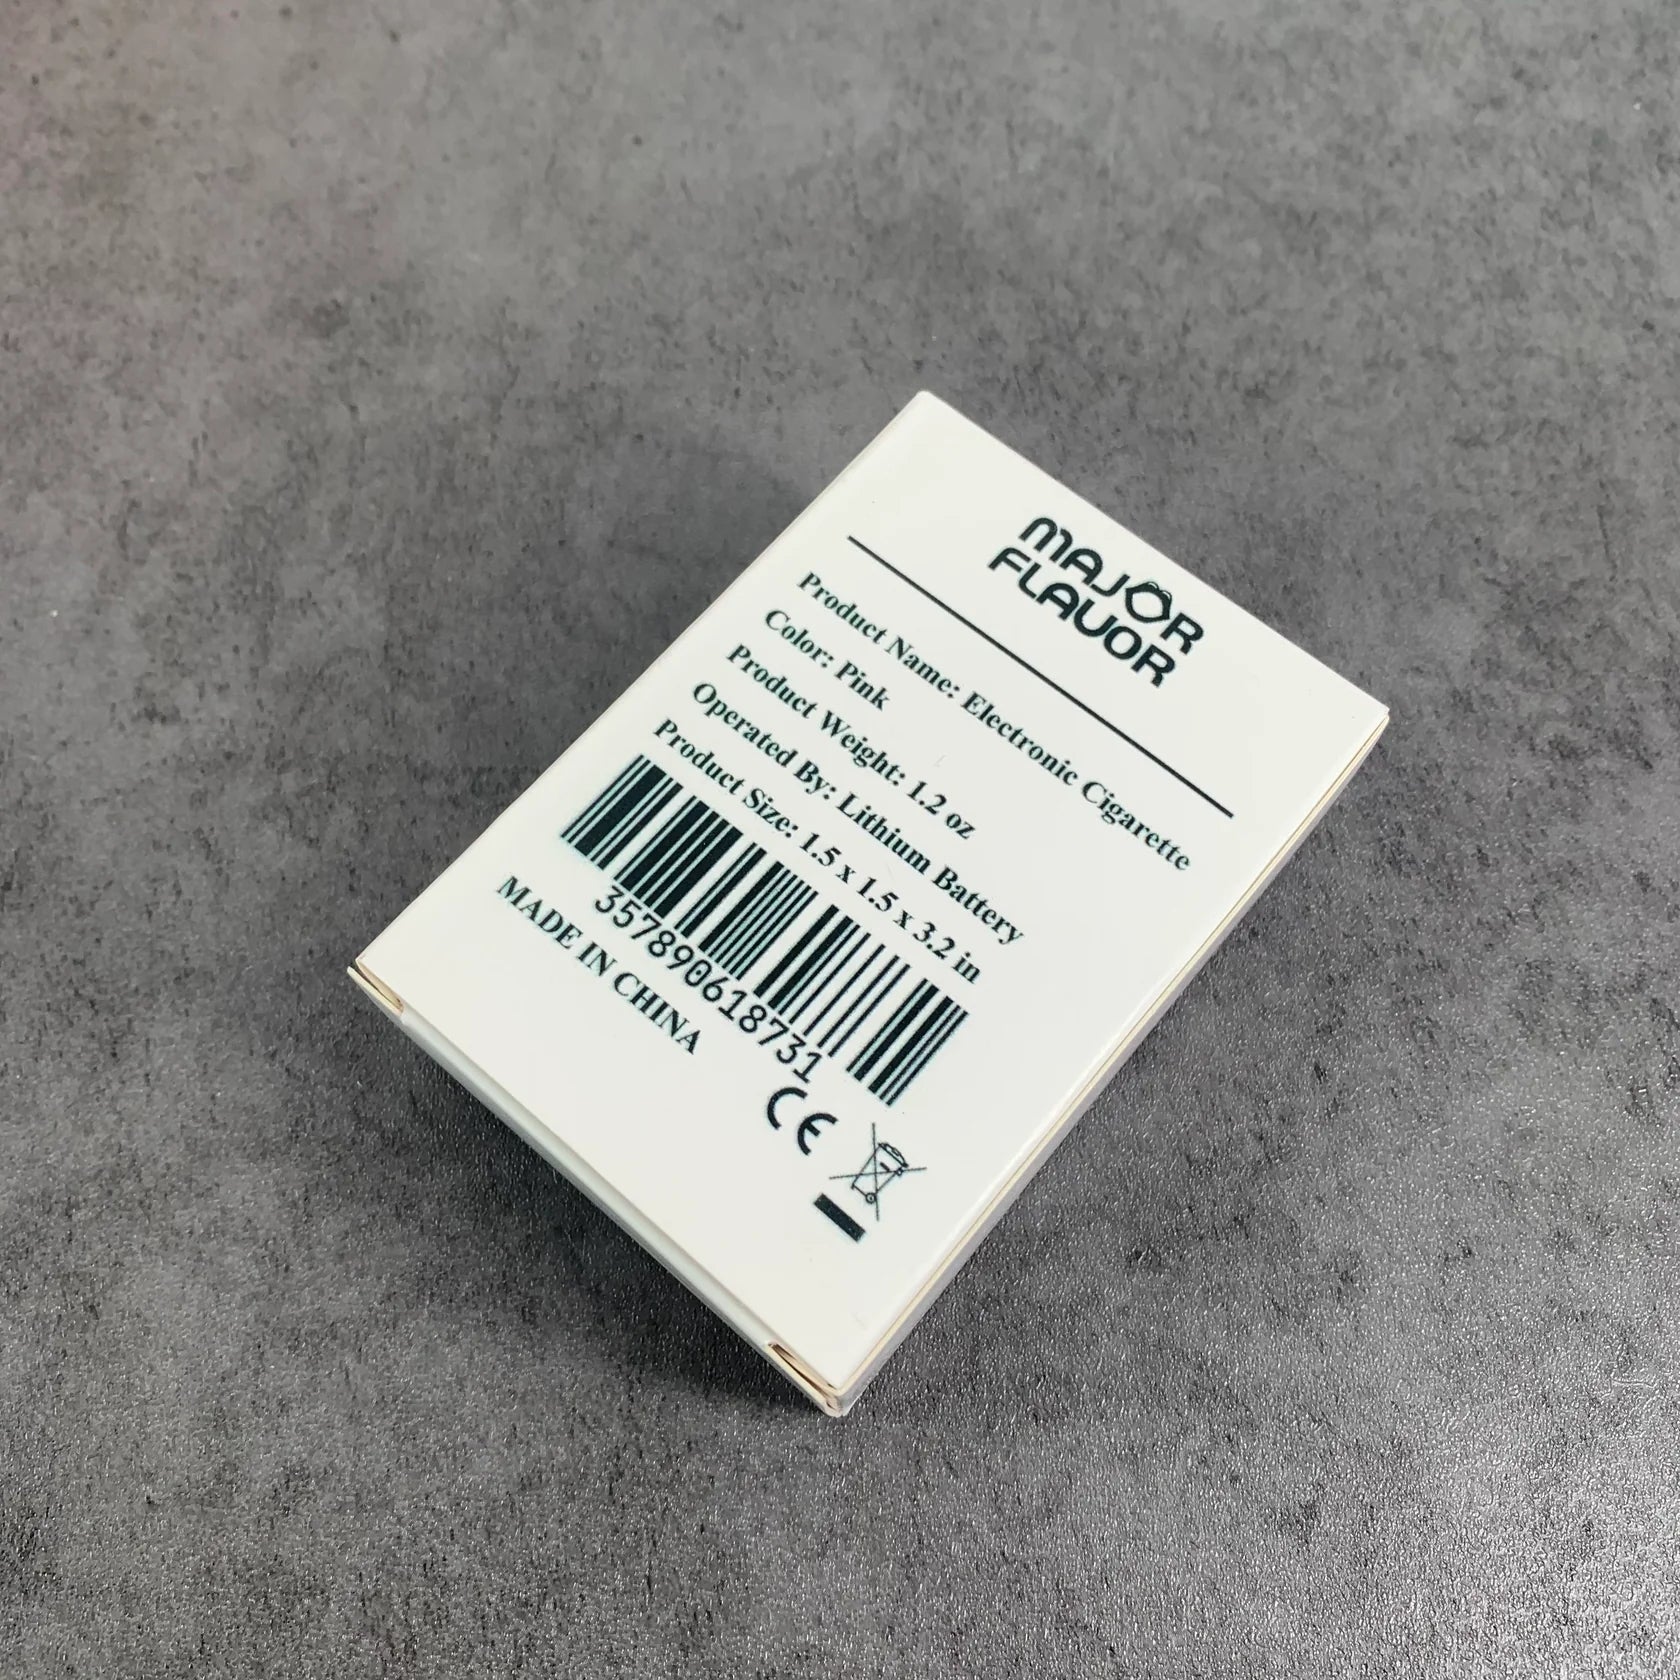 MAJOR
FLAVOR
Product Name: Electronic Cigarette
Color: Pink
Product Weight: 1.2 oz
Operated By: Lithium Battery
Product Size: 1.5 x 1.5 x 3.2 in
357890618731
MADE IN CHINA
CE